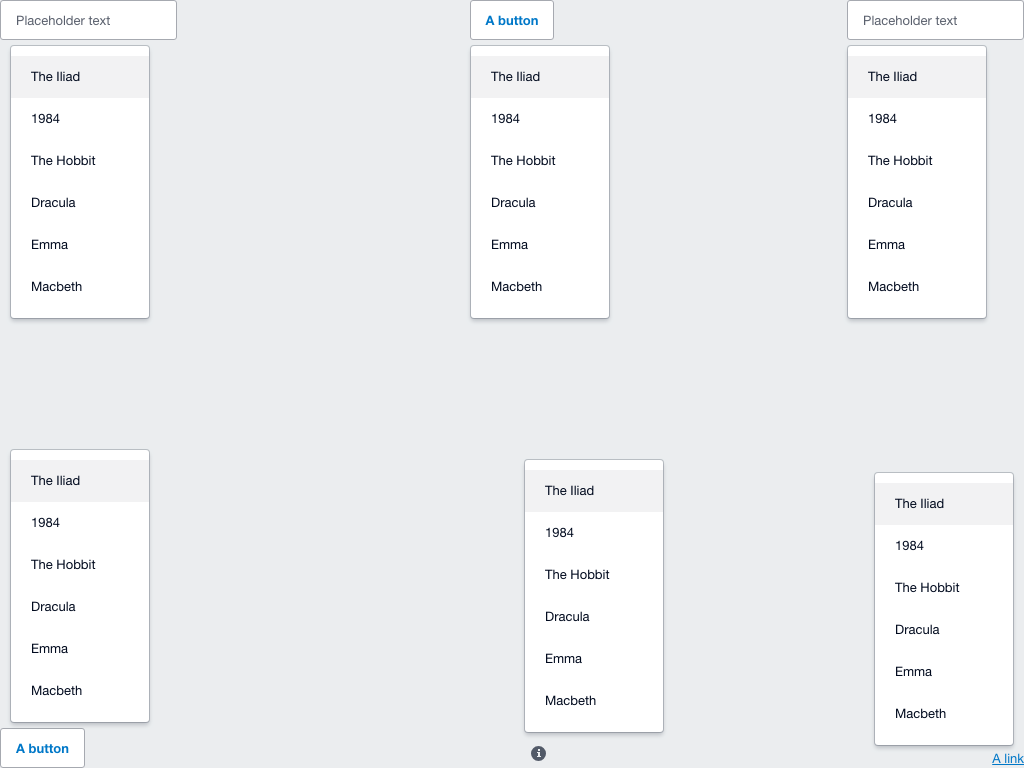 Placeholder text
The Iliad
1984
The Hobbit
Dracula
Emma
Macbeth
A button
The Iliad
1984
The Hobbit
Dracula
Emma
Macbeth
Placeholder text
The Iliad
1984
The Hobbit
Dracula
Emma
Macbeth
The Iliad
1984
The Hobbit
Dracula
Emma
Macbeth
A button
The Iliad
1984
The Hobbit
Dracula
Emma
Macbeth
The Iliad
1984
The Hobbit
Dracula
Emma
Macbeth
A link